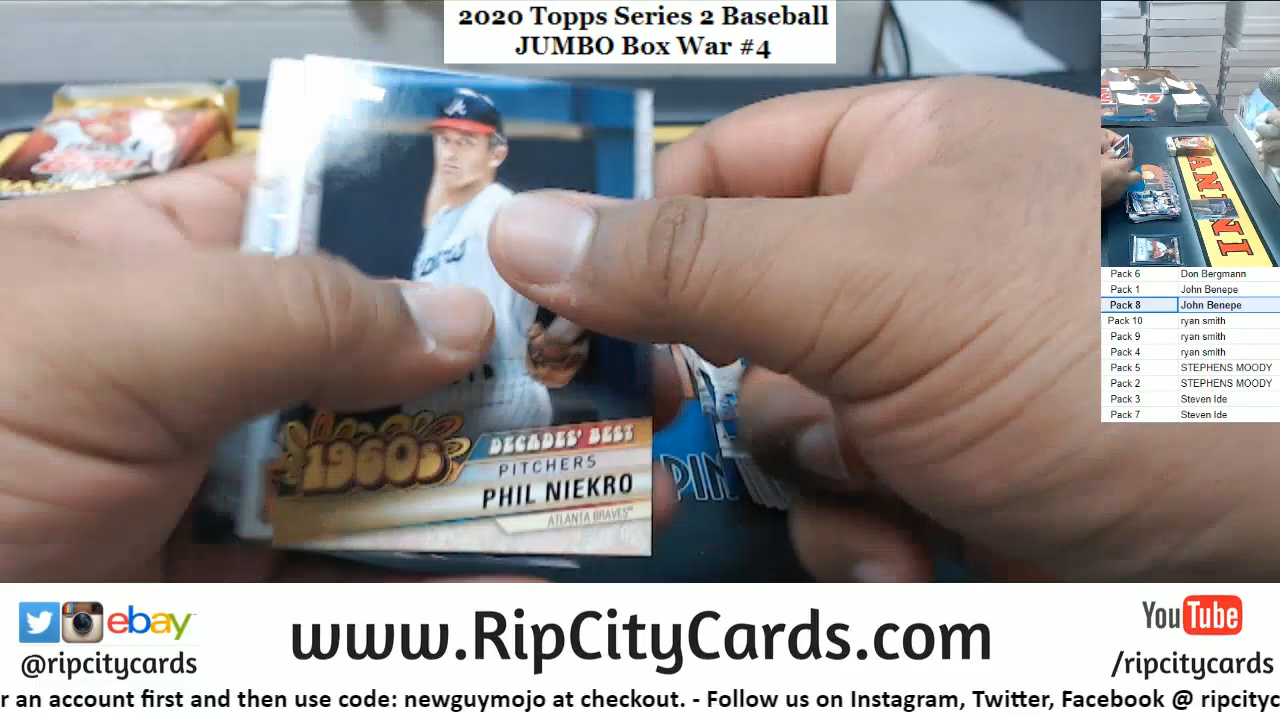 2020 Topps Series 2 Baseball
JUMBO Box War #4
1960s
DECADES' BEST
PITCHERS
PHIL NIEKRO
ATLANTA BRAVES™
PIN
ANINI
Pack 6 Don Bergmann
Pack 1 John Benepe
Pack 8 John Benepe
Pack 10 ryan smith
Pack 9 ryan smith
Pack 4 ryan smith
Pack 5 STEPHENS MOODY
Pack 2 STEPHENS MOODY
Pack 3 Steven Ide
Pack 7 Steven Ide
ebay
@ripcitycards
www.RipCityCards.com
YouTube
/ripcitycards
r an account first and then use code: newguymojo at checkout. - Follow us on Instagram, Twitter, Facebook @ ripcityc